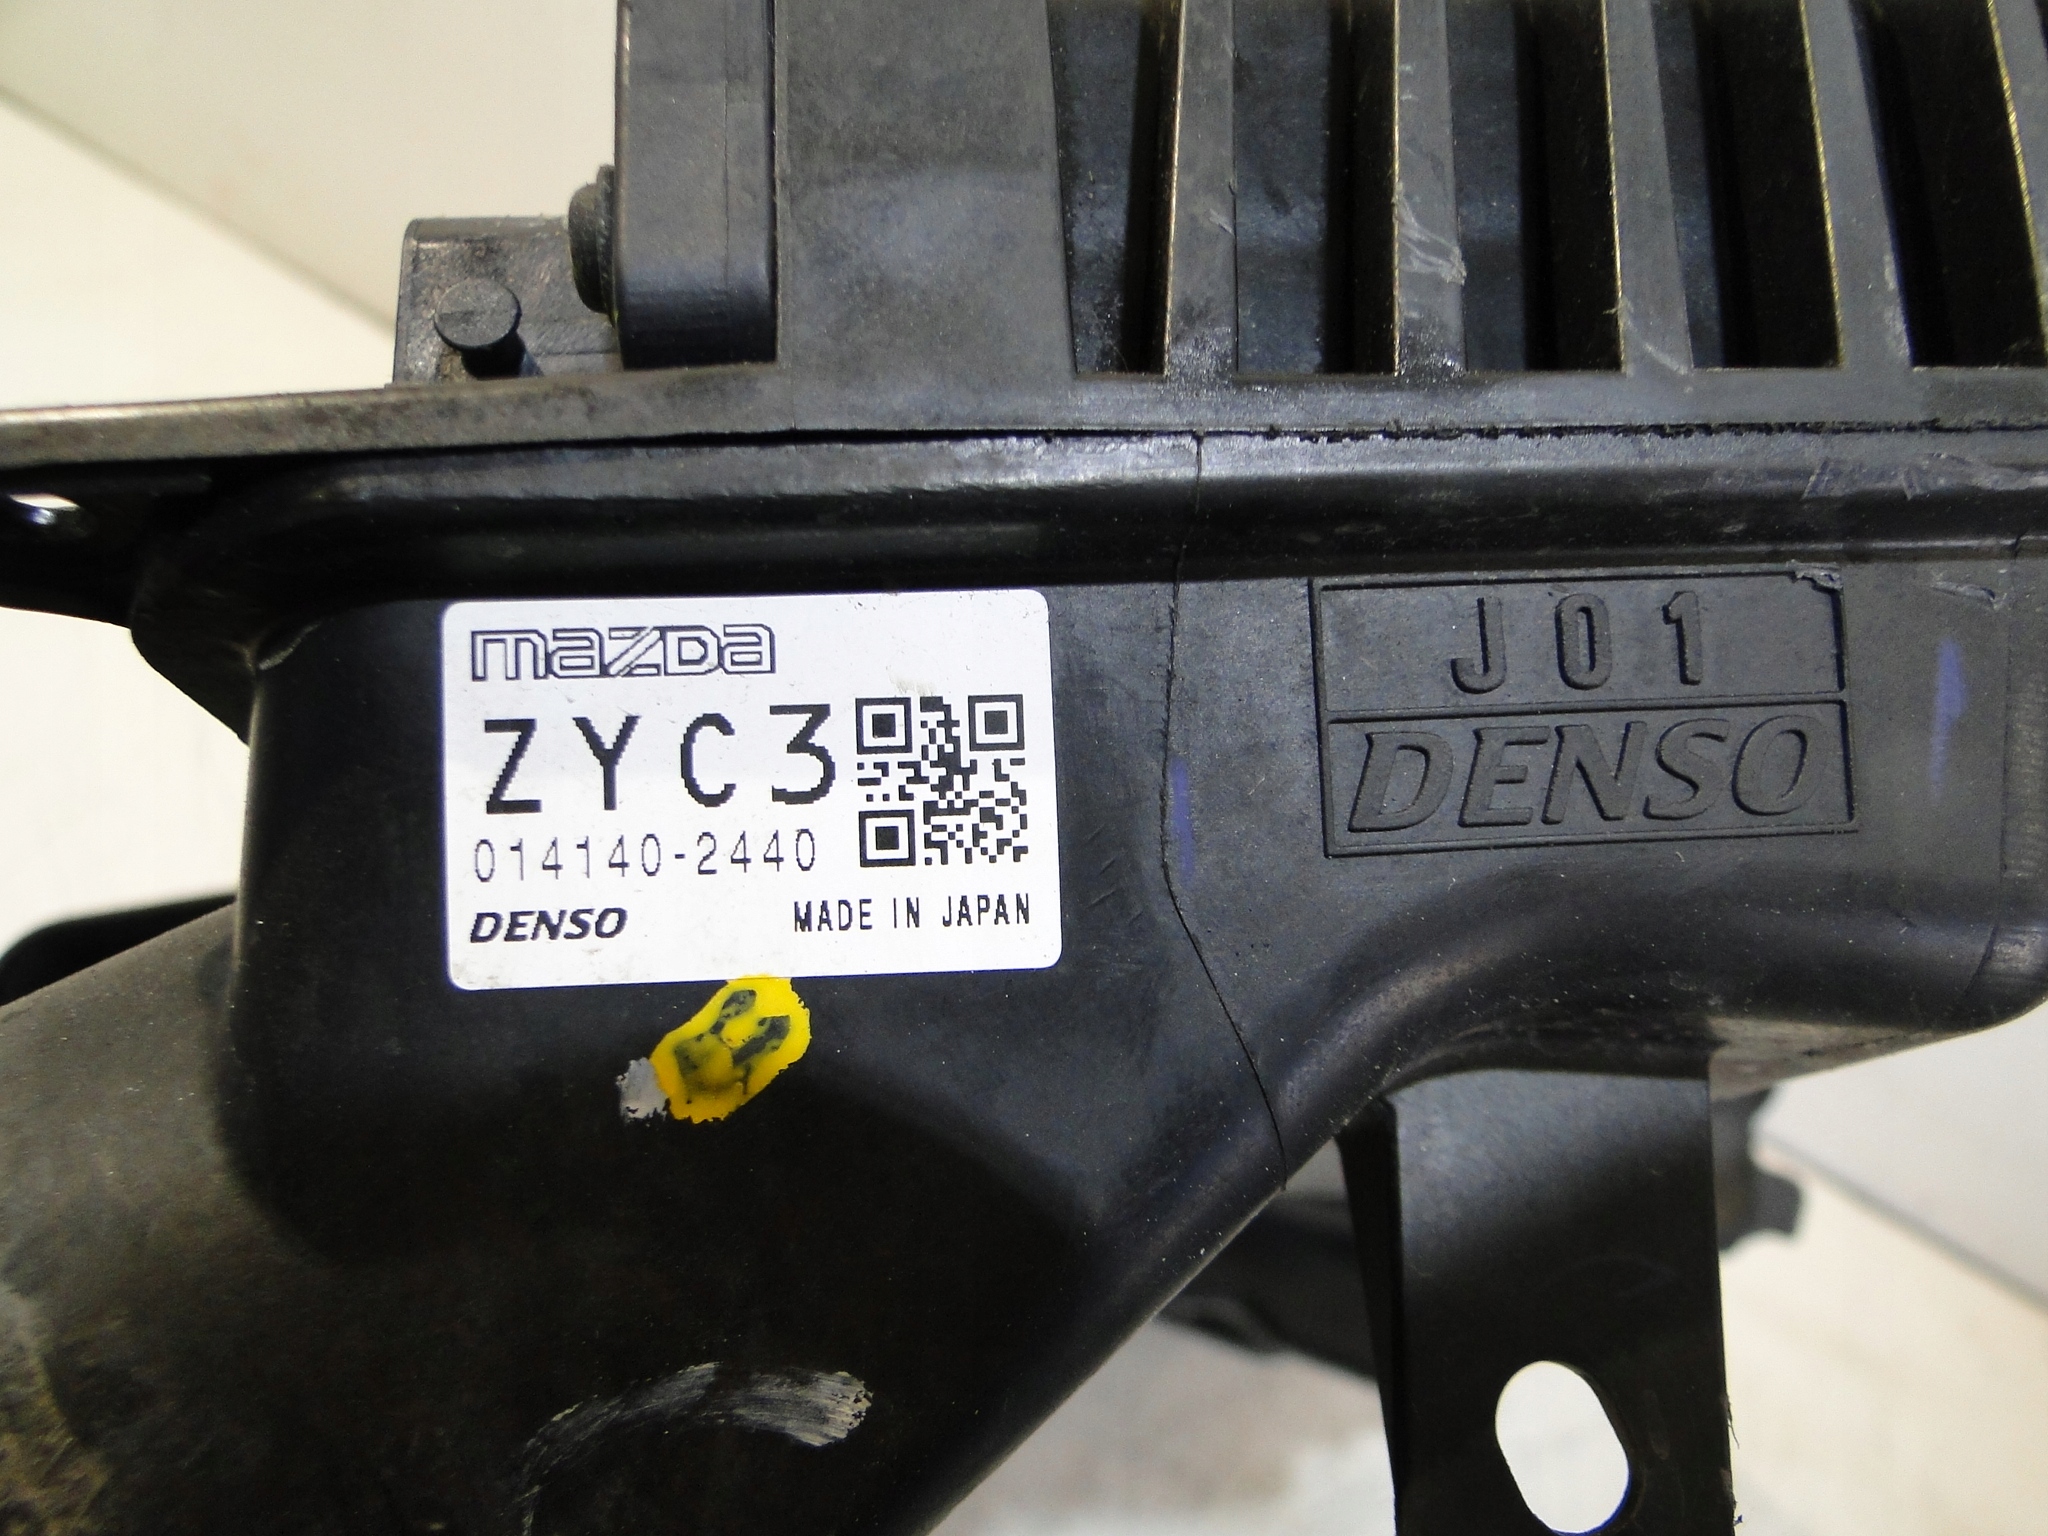 mazda
ZYC3
014140-2440
DENSO
MADE IN JAPAN
J01
DENSO